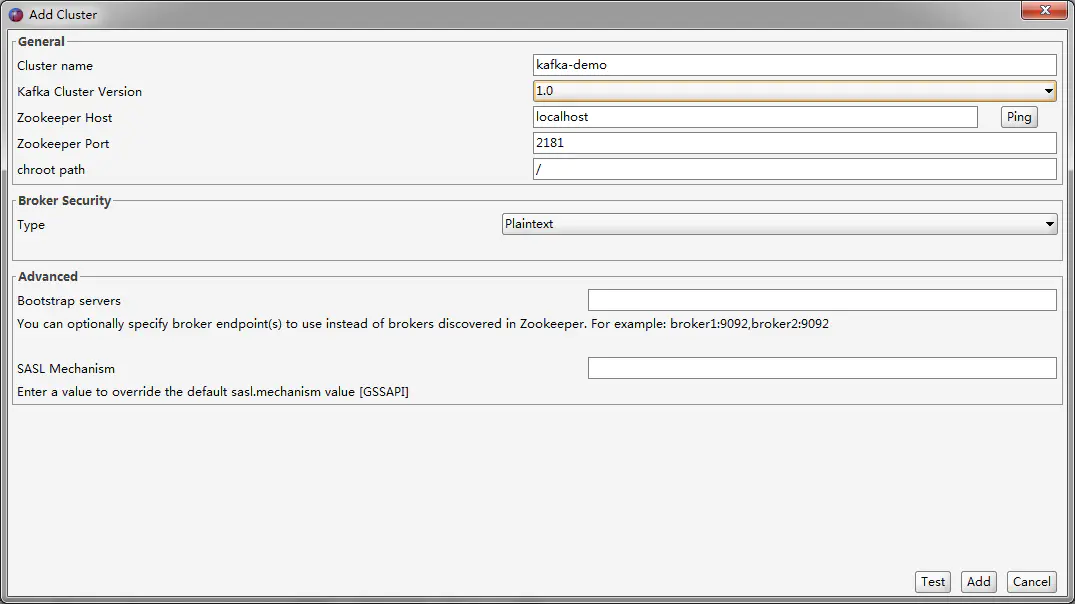 Add Cluster
General
Cluster name kafka-demo
Kafka Cluster Version 1.0
Zookeeper Host localhost Ping
Zookeeper Port 2181
chroot path /
Broker Security
Type Plaintext
Advanced
Bootstrap servers
You can optionally specify broker endpoint(s) to use instead of brokers discovered in Zookeeper. For example: broker1:9092,broker2:9092
SASL Mechanism
Enter a value to override the default sasl.mechanism value [GSSAPI]
Test Add Cancel